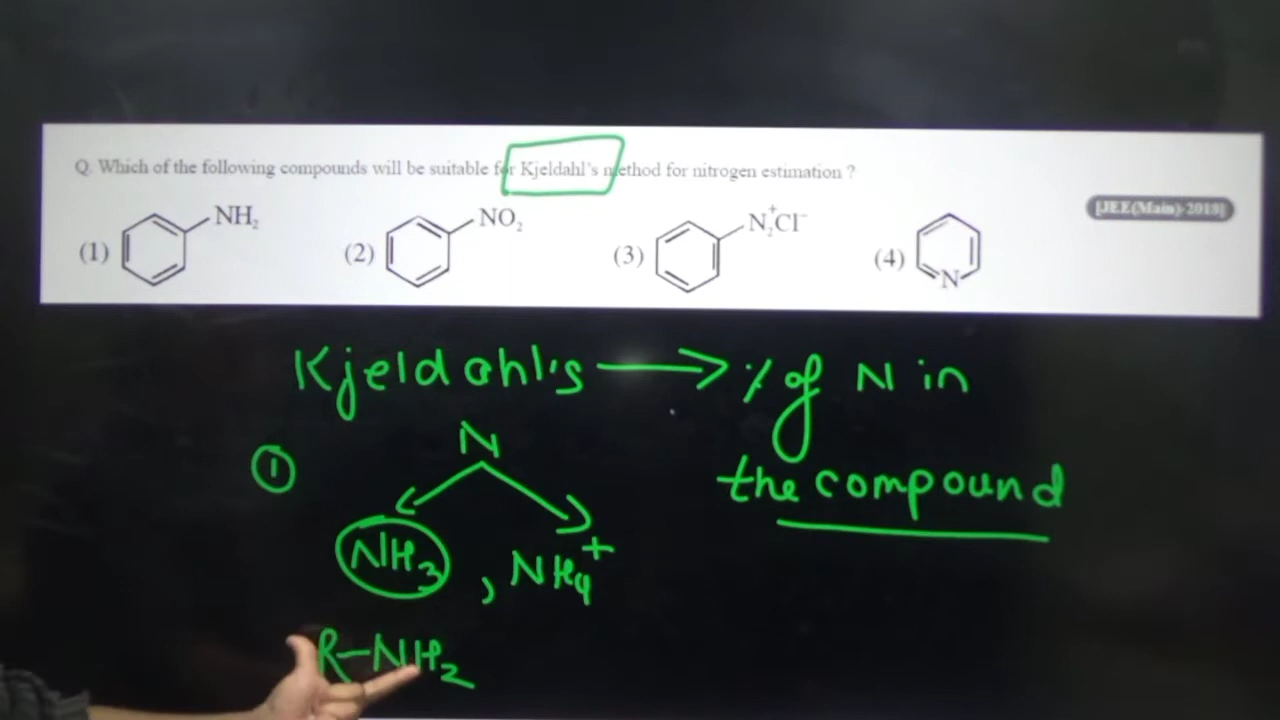 Q. Which of the following compounds will be suitable for Kjeldahl's method for nitrogen estimation ?
[JEE(Main)-2018]
(1) NH₂ (2) NO₂ (3) N₂⁺Cl⁻ (4) N
Kjeldahl's → % of N in
the compound
① N
NH₃ , NH₄⁺
R-NH₂